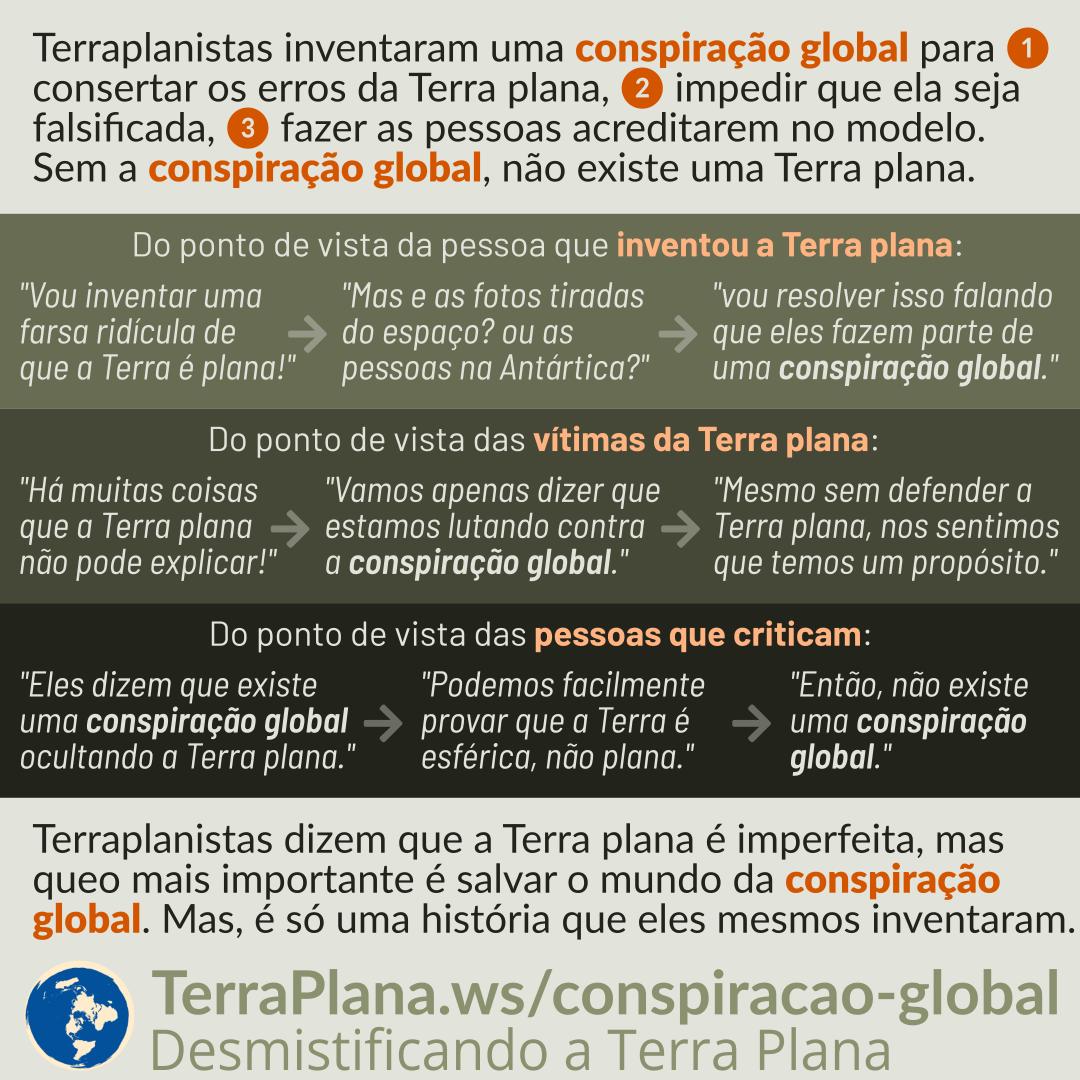 Terraplanistas inventaram uma conspiração global para 1
consertar os erros da Terra plana, 2 impedir que ela seja
falsificada, 3 fazer as pessoas acreditarem no modelo.
Sem a conspiração global, não existe uma Terra plana.
Do ponto de vista da pessoa que inventou a Terra plana:
"Vou inventar uma
farsa ridícula de
que a Terra é plana!"
"Mas e as fotos tiradas
do espaço? ou as
pessoas na Antártica?"
"vou resolver isso falando
que eles fazem parte de
uma conspiração global."
Do ponto de vista das vítimas da Terra plana:
"Há muitas coisas
que a Terra plana
não pode explicar!"
"Vamos apenas dizer que
estamos lutando contra
a conspiração global."
"Mesmo sem defender a
Terra plana, nos sentimos
que temos um propósito."
Do ponto de vista das pessoas que criticam:
"Eles dizem que existe
uma conspiração global
ocultando a Terra plana."
"Podemos facilmente
provar que a Terra é
esférica, não plana."
"Então, não existe
uma conspiração
global."
Terraplanistas dizem que a Terra plana é imperfeita, mas
queo mais importante é salvar o mundo da conspiração
global. Mas, é só uma história que eles mesmos inventaram.
TerraPlana.ws/conspiracao-global
Desmistificando a Terra Plana